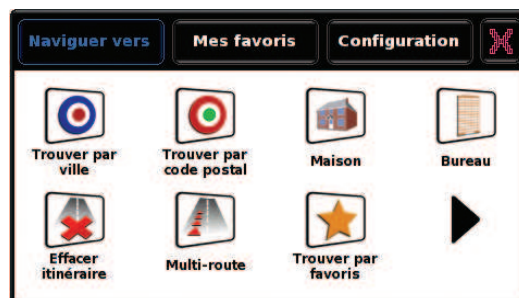 Naviguer vers Mes favoris Configuration
Trouver par
ville
Trouver par
code postal
Maison
Bureau
Effacer
itinéraire
Multi-route
Trouver par
favoris